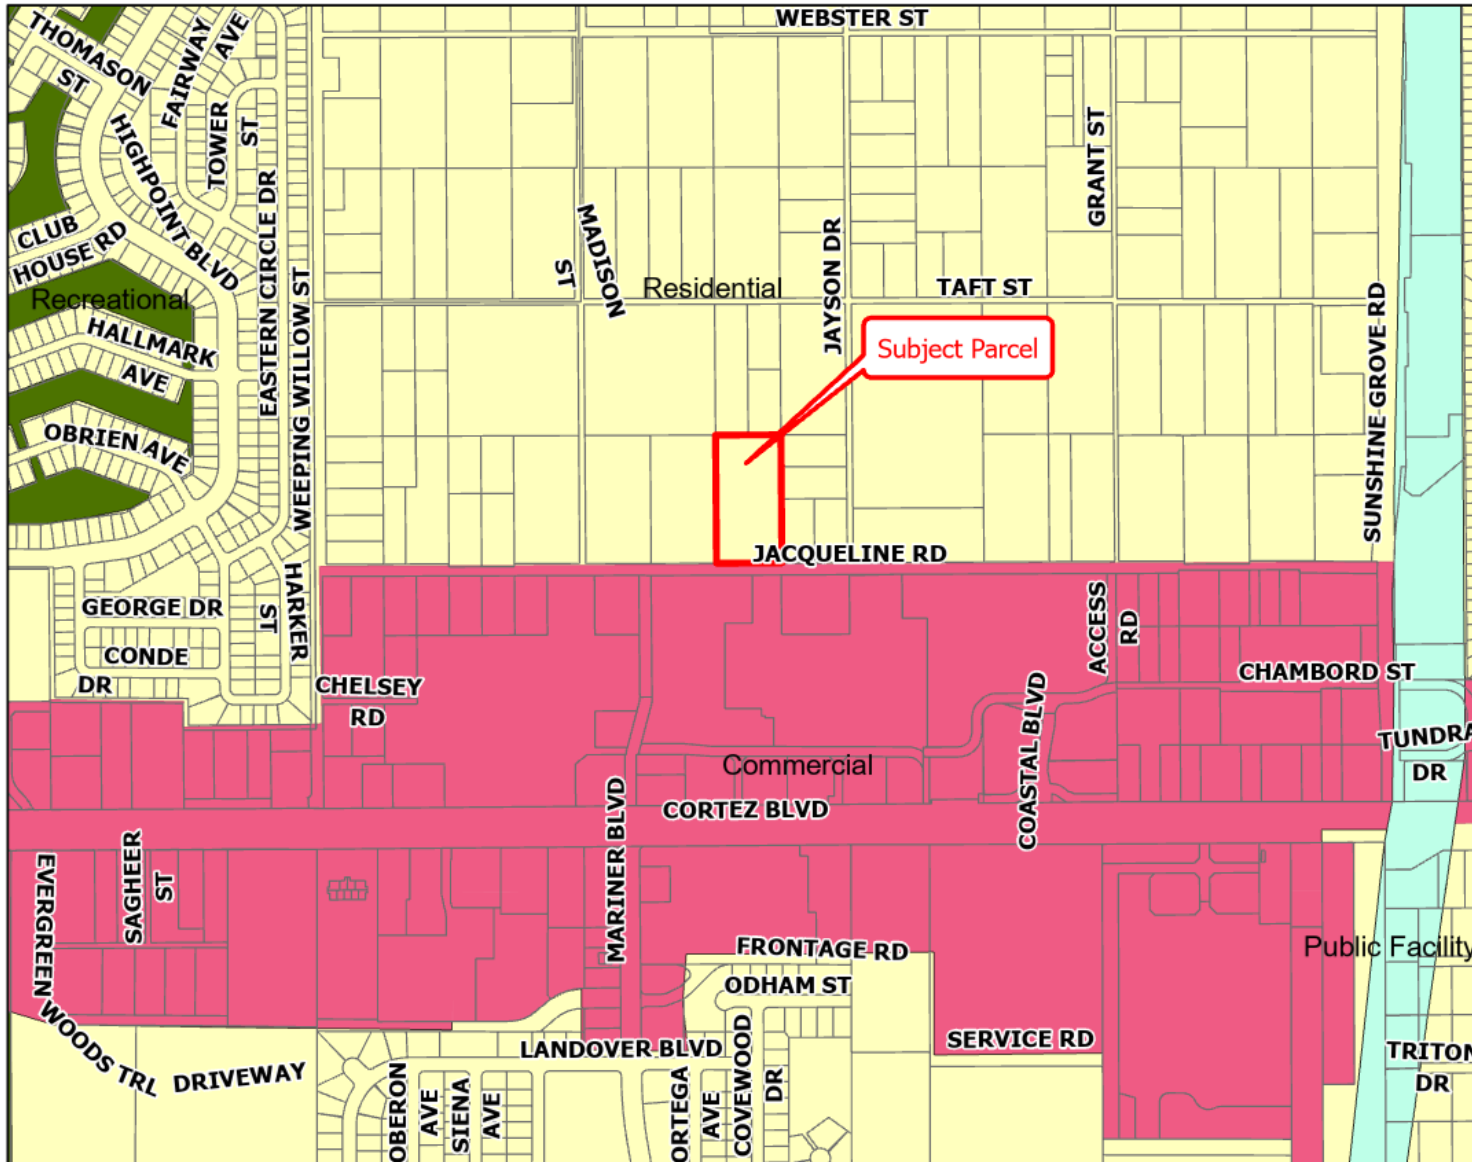 WEBSTER ST
THOMASON
ST
FAIRWAY
AVE
TOWER
ST
HIGHPOINT BLVD
GRANT ST
CLUB
HOUSE RD
EASTERN CIRCLE DR
MADISON
ST
JAYSON DR
WEEPING WILLOW ST
Recreational
Residential
TAFT ST
SUNSHINE GROVE RD
HALLMARK
AVE
Subject Parcel
OBRIEN AVE
JACQUELINE RD
GEORGE DR
HARKER
ST
ACCESS
RD
CONDE
DR
CHELSEY
RD
CHAMBORD ST
COASTAL BLVD
TUNDRA
DR
Commercial
MARINER BLVD
CORTEZ BLVD
SAGHEER
ST
EVERGREEN
WOODS TRL
FRONTAGE RD
Public Facility
ODHAM ST
SERVICE RD
LANDOVER BLVD
TRITON
DR
DRIVEWAY
OBERON
AVE
SIENA
AVE
ORTEGA
AVE
COVEWOOD
DR